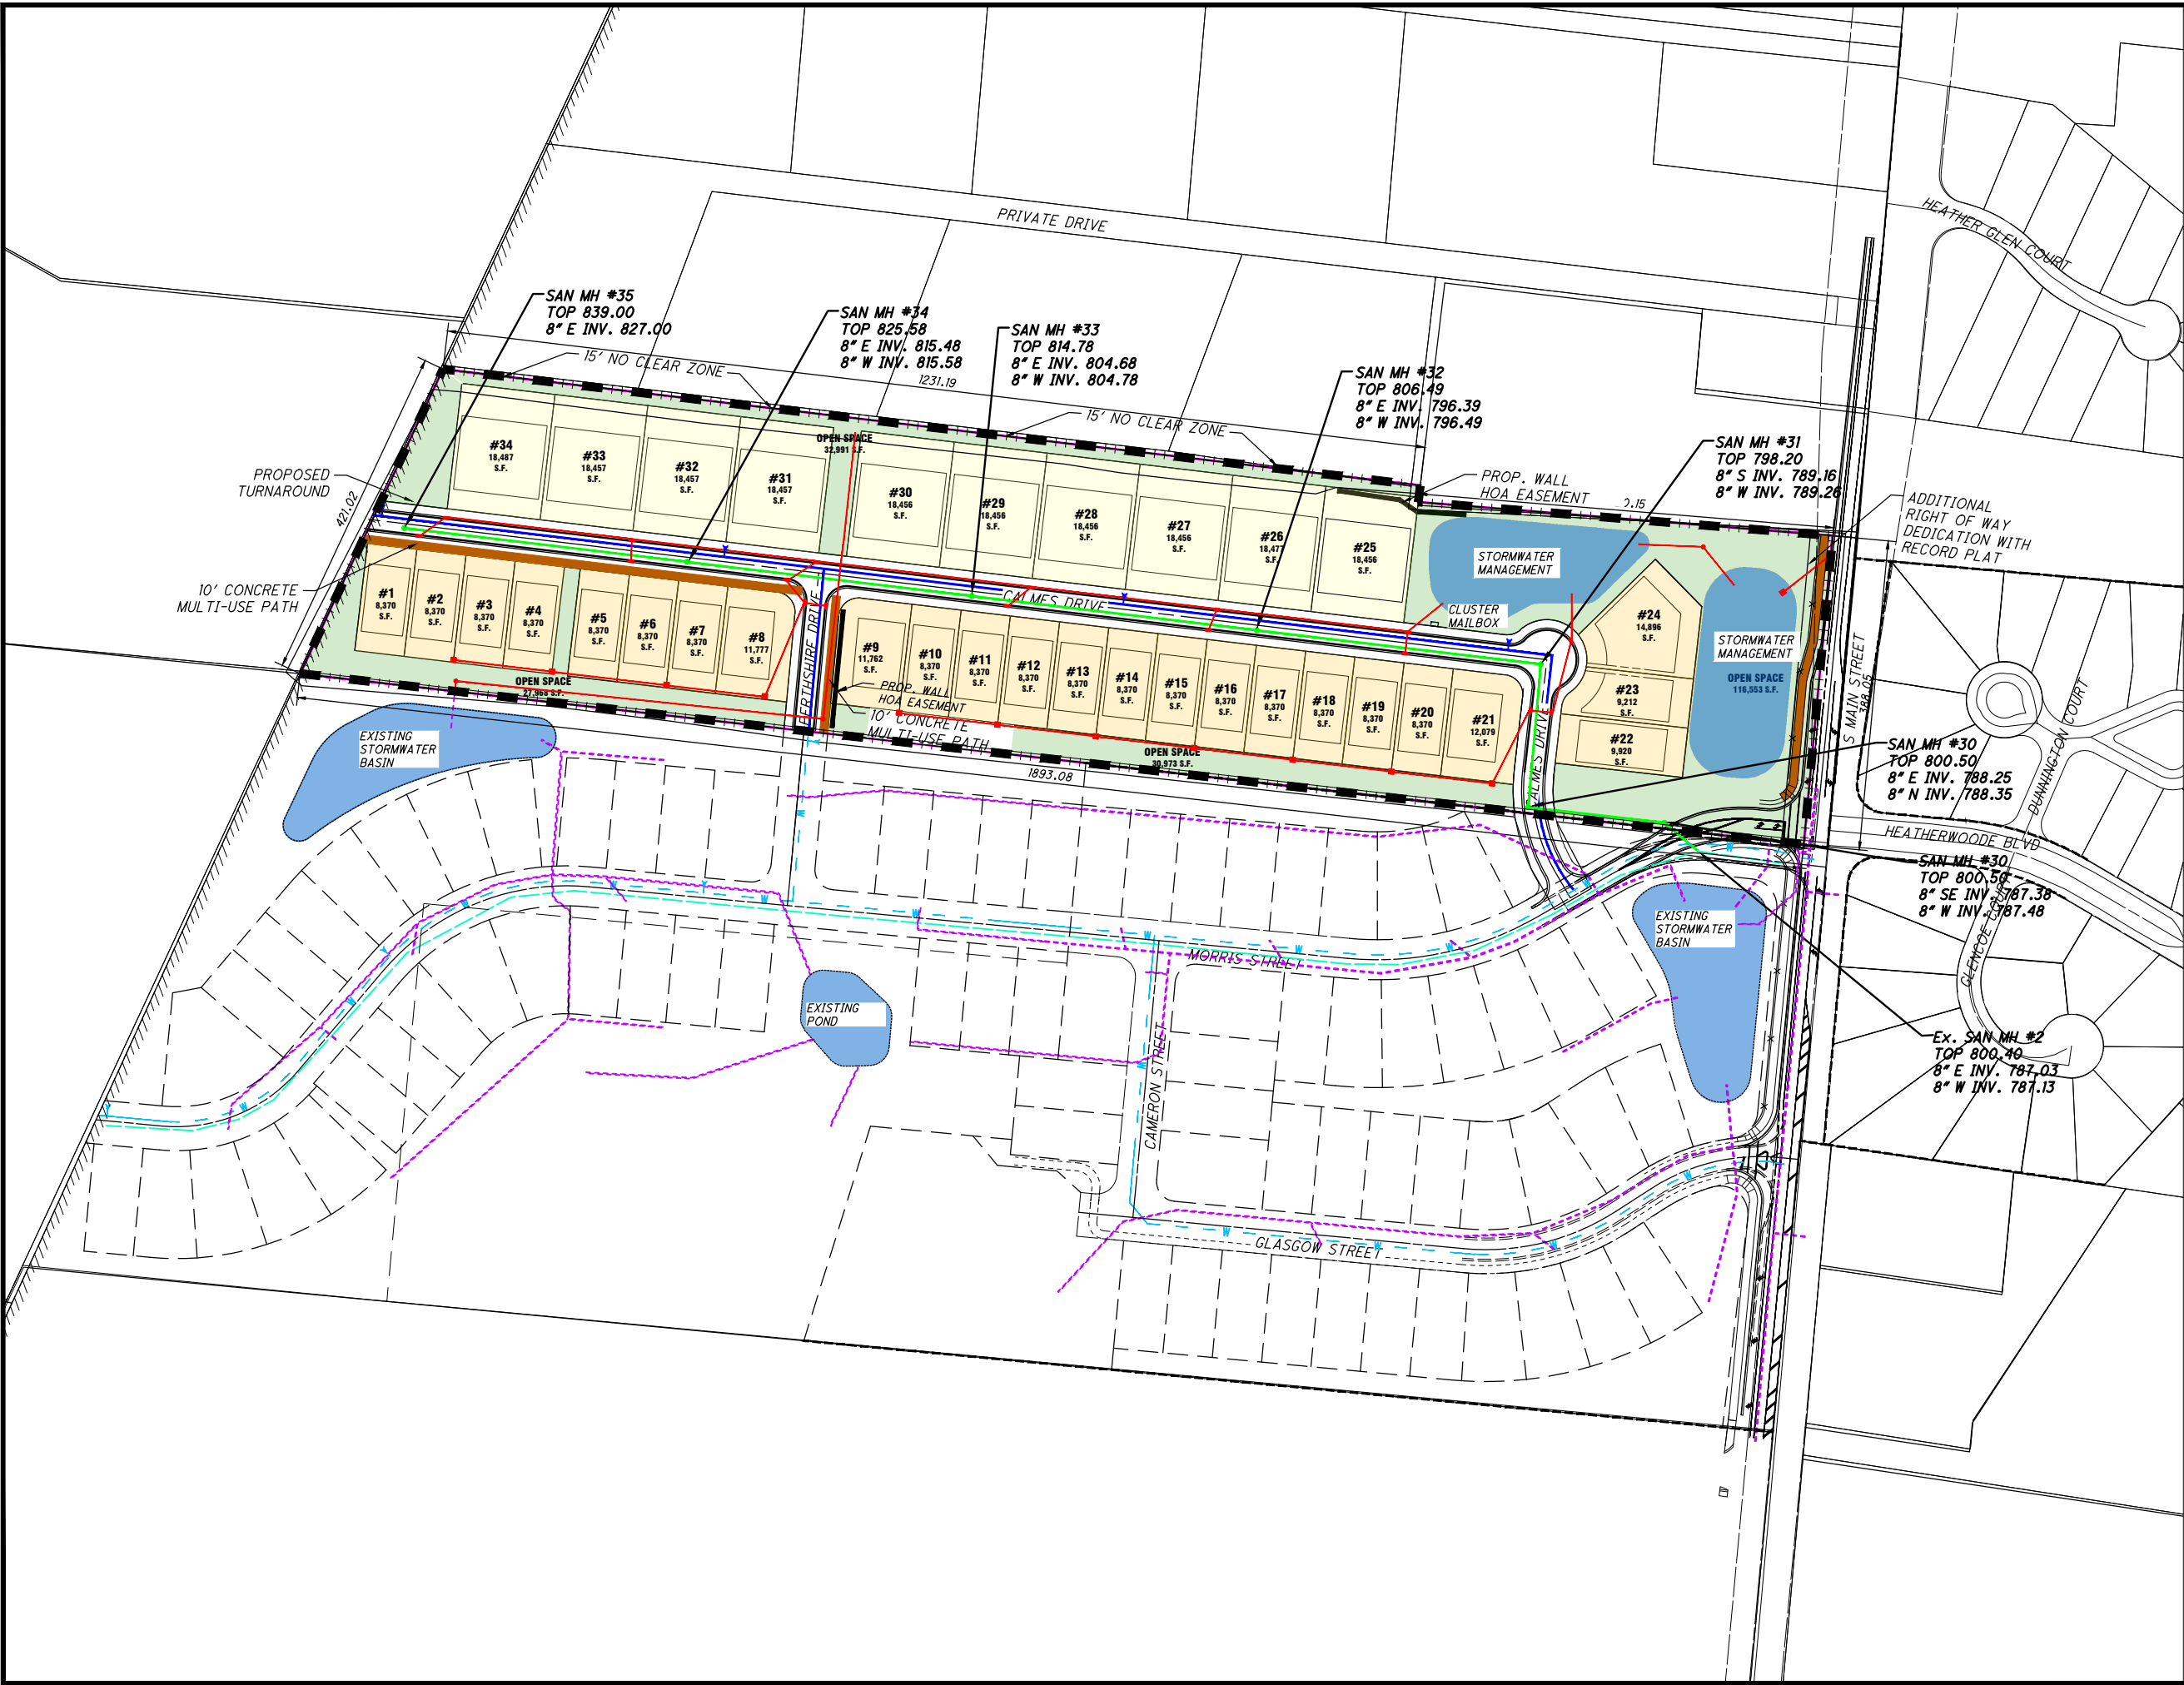 HEATHER GLEN COURT
PRIVATE DRIVE
SAN MH #35
TOP 839.00
8" E INV. 827.00
SAN MH #34
TOP 825.58
8" E INV. 815.48
8" W INV. 815.58
SAN MH #33
TOP 814.78
8" E INV. 804.68
8" W INV. 804.78
SAN MH #32
TOP 806.49
8" E INV. 796.39
8" W INV. 796.49
SAN MH #31
TOP 798.20
8" S INV. 789.16
8" W INV. 789.26
15' NO CLEAR ZONE
1231.19
15' NO CLEAR ZONE
PROP. WALL
HOA EASEMENT
ADDITIONAL
RIGHT OF WAY
DEDICATION WITH
RECORD PLAT
PROPOSED
TURNAROUND
421.02
10' CONCRETE
MULTI-USE PATH
#34
18,487
S.F.
#33
18,457
S.F.
#32
18,457
S.F.
#31
18,457
S.F.
OPEN SPACE
32,991 S.F.
#30
18,456
S.F.
#29
18,456
S.F.
#28
18,456
S.F.
#27
18,456
S.F.
#26
18,477
S.F.
#25
18,456
S.F.
STORMWATER
MANAGEMENT
CLUSTER
MAILBOX
#24
14,896
S.F.
#23
9,212
S.F.
#22
9,920
S.F.
STORMWATER
MANAGEMENT
OPEN SPACE
116,553 S.F.
S MAIN STREET
388.05
#1
8,370
S.F.
#2
8,370
S.F.
#3
8,370
S.F.
#4
8,370
S.F.
#5
8,370
S.F.
#6
8,370
S.F.
#7
8,370
S.F.
#8
11,777
S.F.
OPEN SPACE
27,968 S.F.
PERTHSHIRE DRIVE
CALMES DRIVE
#9
11,762
S.F.
#10
8,370
S.F.
#11
8,370
S.F.
#12
8,370
S.F.
#13
8,370
S.F.
#14
8,370
S.F.
#15
8,370
S.F.
#16
8,370
S.F.
#17
8,370
S.F.
#18
8,370
S.F.
#19
8,370
S.F.
#20
8,370
S.F.
#21
12,079
S.F.
PROP. WALL
HOA EASEMENT
10' CONCRETE
MULTI-USE PATH
OPEN SPACE
30,973 S.F.
CALMES DRIVE
1893.08
SAN MH #30
TOP 800.50
8" E INV. 788.25
8" N INV. 788.35
DUNNINGTON COURT
HEATHERWOODE BLVD
SAN MH #30
TOP 800.50
8" SE INV. 787.38
8" W INV. 787.48
GLENCOE COURT
Ex. SAN MH #2
TOP 800.40
8" E INV. 787.03
8" W INV. 787.13
EXISTING
STORMWATER
BASIN
EXISTING
STORMWATER
BASIN
EXISTING
POND
MORRIS STREET
CAMERON STREET
GLASGOW STREET